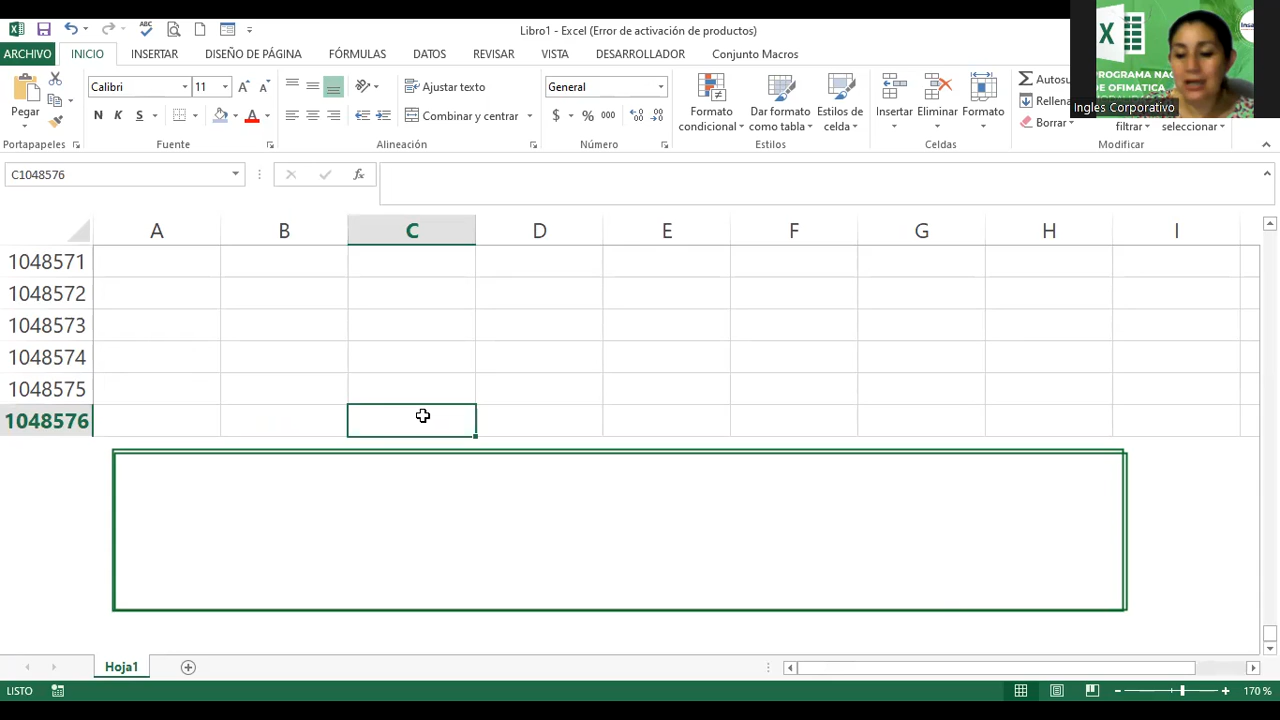 Libro1 - Excel (Error de activación de productos)
ARCHIVO INICIO INSERTAR DISEÑO DE PÁGINA FÓRMULAS DATOS REVISAR VISTA DESARROLLADOR Conjunto Macros
PROGRAMA NAC
DE OFIMÁTICA
Ingles Corporativo
Pegar
Calibri 11
N K S
Ajustar texto
Combinar y centrar
General
$ % 000
Formato condicional
Dar formato como tabla
Estilos de celda
Insertar
Eliminar
Formato
Autosu
Rellena
Borrar
filtrar
seleccionar
Portapapeles Fuente Alineación Número Estilos Celdas Modificar
C1048576 fx
A B C D E F G H I
1048571
1048572
1048573
1048574
1048575
1048576
Hoja1
LISTO 170 %